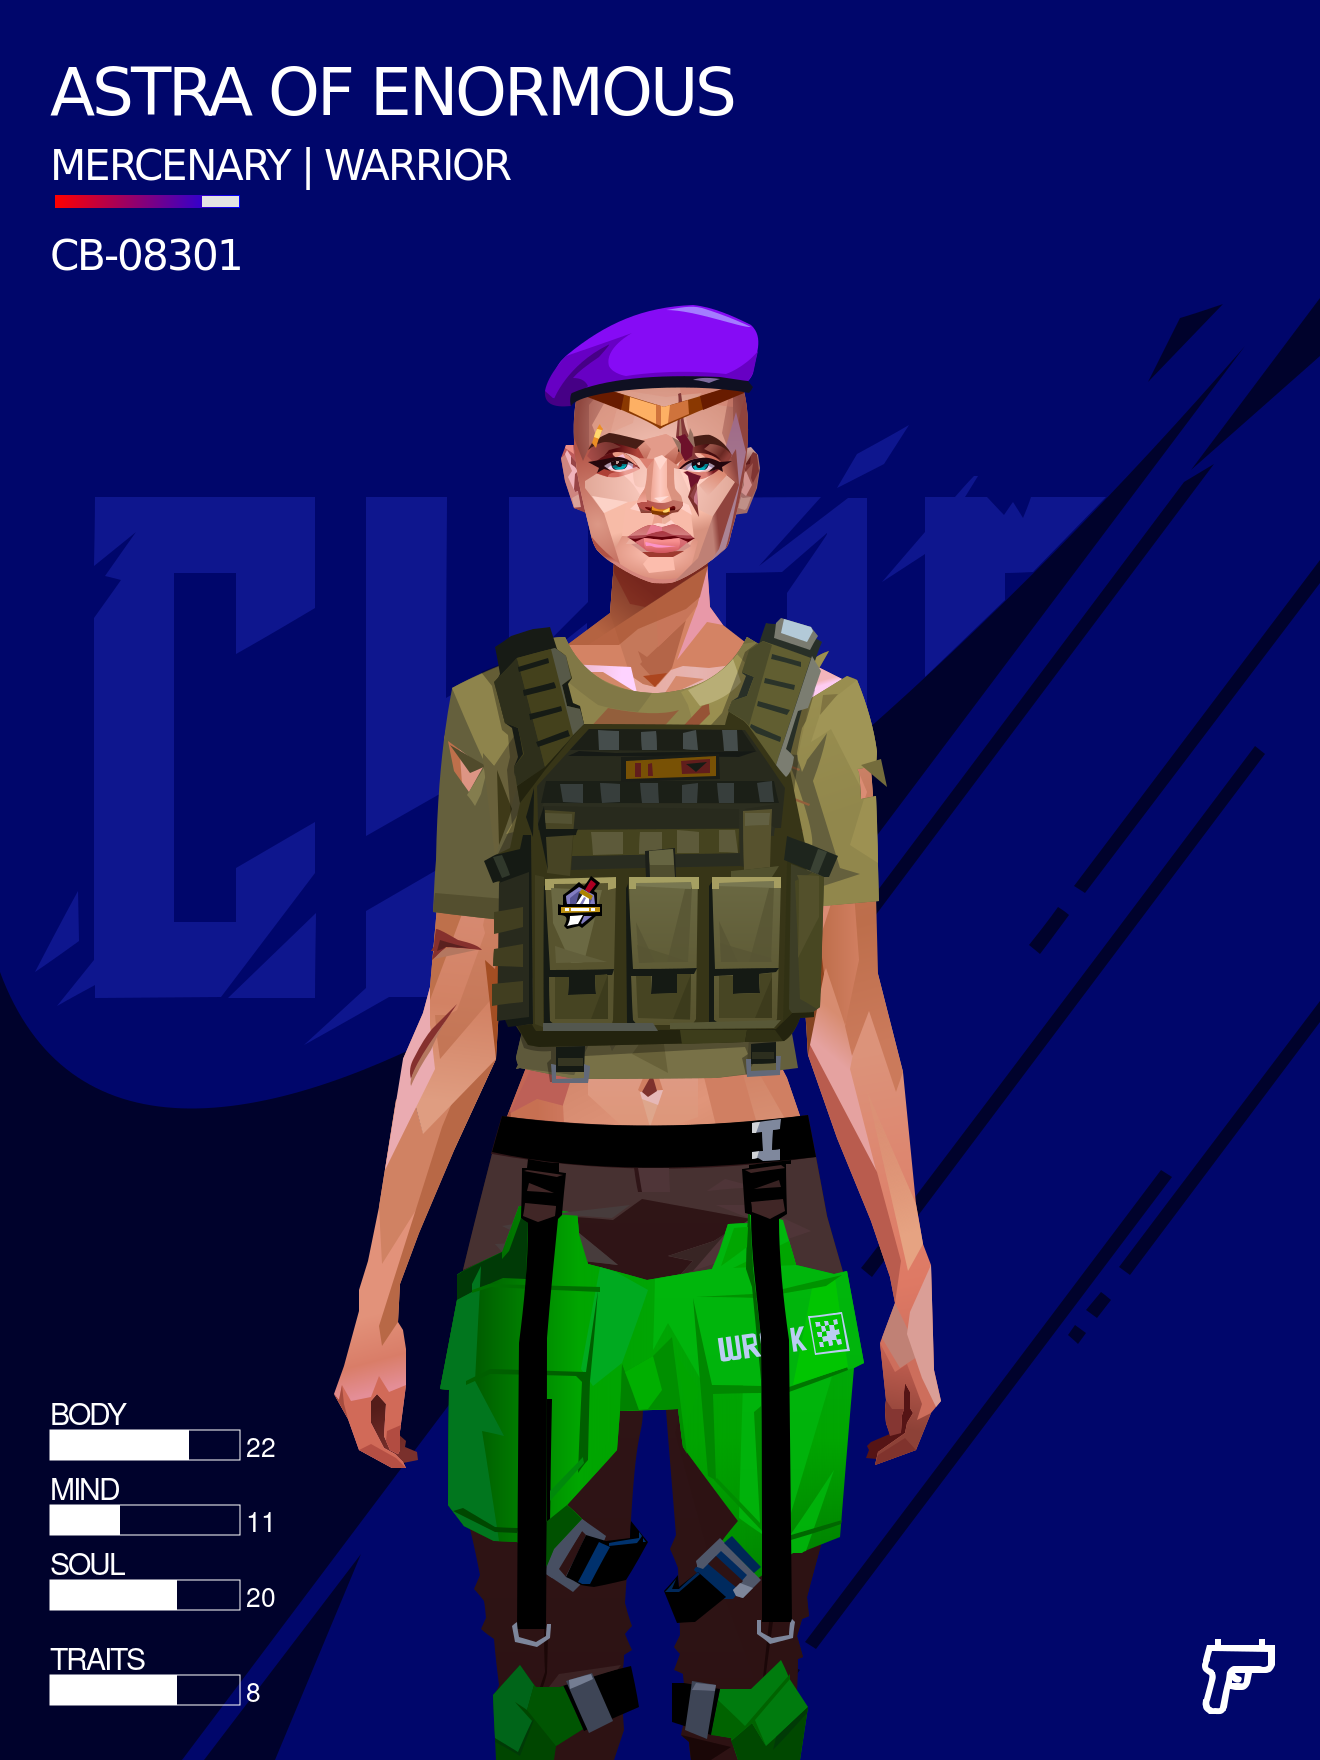 ASTRA OF ENORMOUS
MERCENARY | WARRIOR
CB-08301
BODY
22
MIND
11
SOUL
20
TRAITS
8